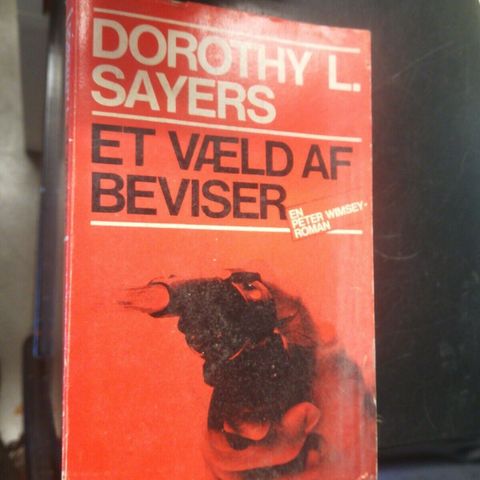 DOROTHY L.
SAYERS
ET VÆLD AF
BEVISER
EN
PETER WIMSEY-
ROMAN